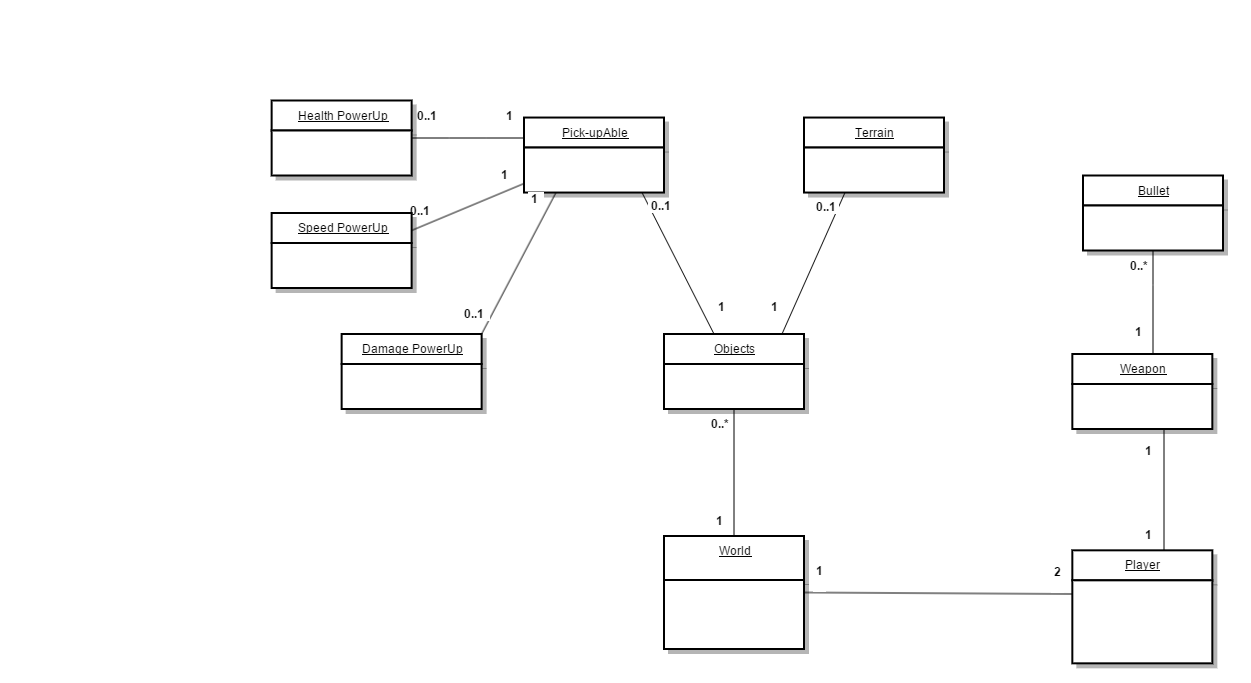 Health PowerUp
0..1
1
Pick-upAble
Terrain
1
0..1
1
0..1
0..1
Bullet
Speed PowerUp
0..*
0..1
1
1
1
Damage PowerUp
Objects
Weapon
0..*
1
1
1
World
1
2
Player